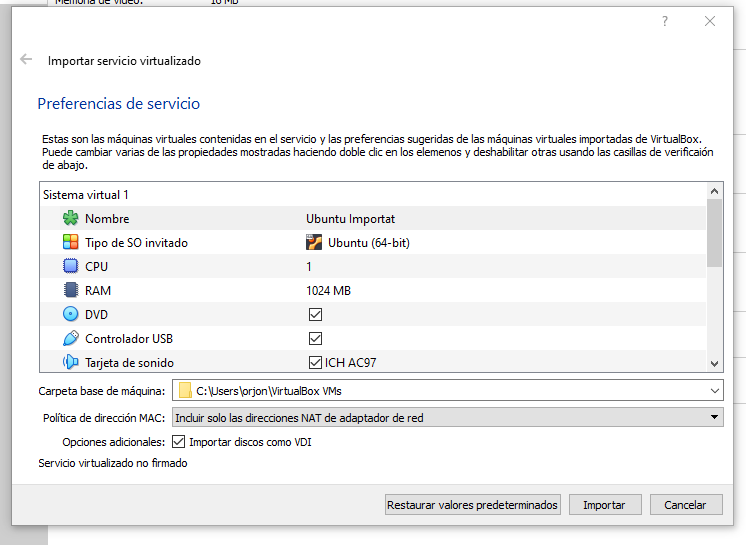 Memoria de vídeo: 16 MB
?
Importar servicio virtualizado
Preferencias de servicio
Estas son las máquinas virtuales contenidas en el servicio y las preferencias sugeridas de las máquinas virtuales importadas de VirtualBox.
Puede cambiar varias de las propiedades mostradas haciendo doble clic en los elemenos y deshabilitar otras usando las casillas de verificaión
de abajo.
Sistema virtual 1
Nombre Ubuntu Importat
Tipo de SO invitado Ubuntu (64-bit)
CPU 1
RAM 1024 MB
DVD
Controlador USB
Tarjeta de sonido ICH AC97
Carpeta base de máquina: C:\Users\orjon\VirtualBox VMs
Política de dirección MAC: Incluir solo las direcciones NAT de adaptador de red
Opciones adicionales: Importar discos como VDI
Servicio virtualizado no firmado
Restaurar valores predeterminados Importar Cancelar